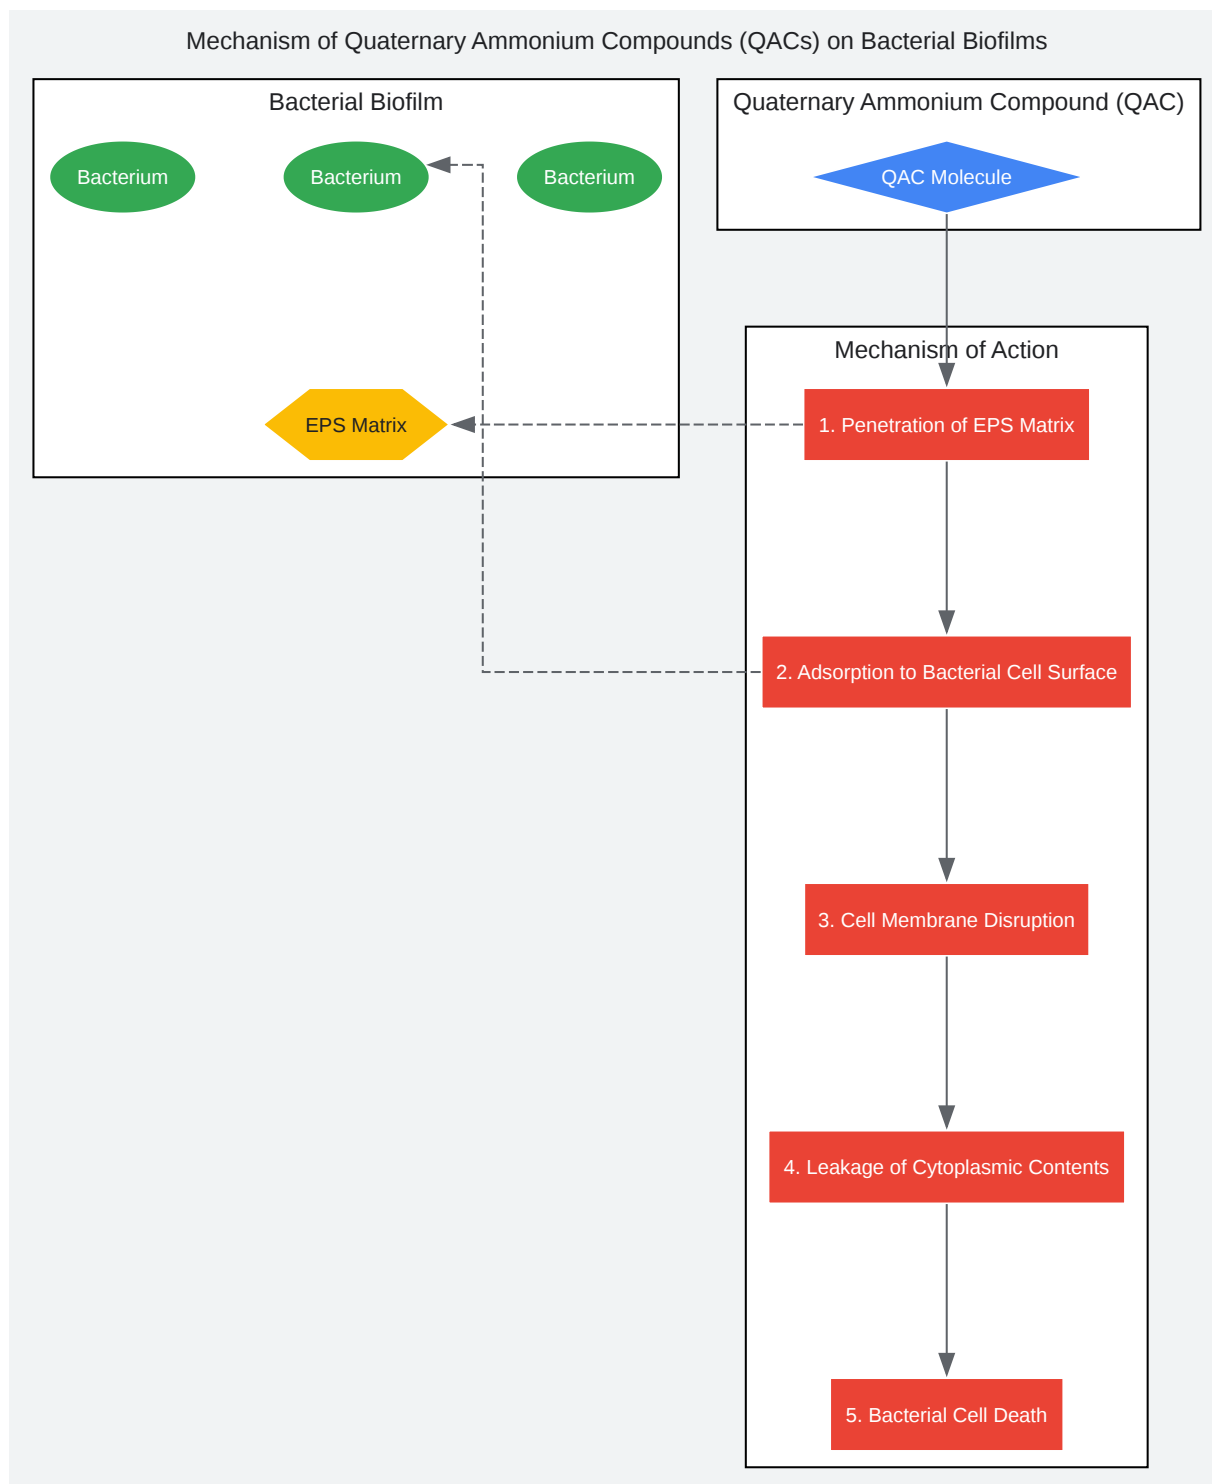 Mechanism of Quaternary Ammonium Compounds (QACs) on Bacterial Biofilms
Bacterial Biofilm
Bacterium
Bacterium
Bacterium
EPS Matrix
Quaternary Ammonium Compound (QAC)
QAC Molecule
Mechanism of Action
1. Penetration of EPS Matrix
2. Adsorption to Bacterial Cell Surface
3. Cell Membrane Disruption
4. Leakage of Cytoplasmic Contents
5. Bacterial Cell Death